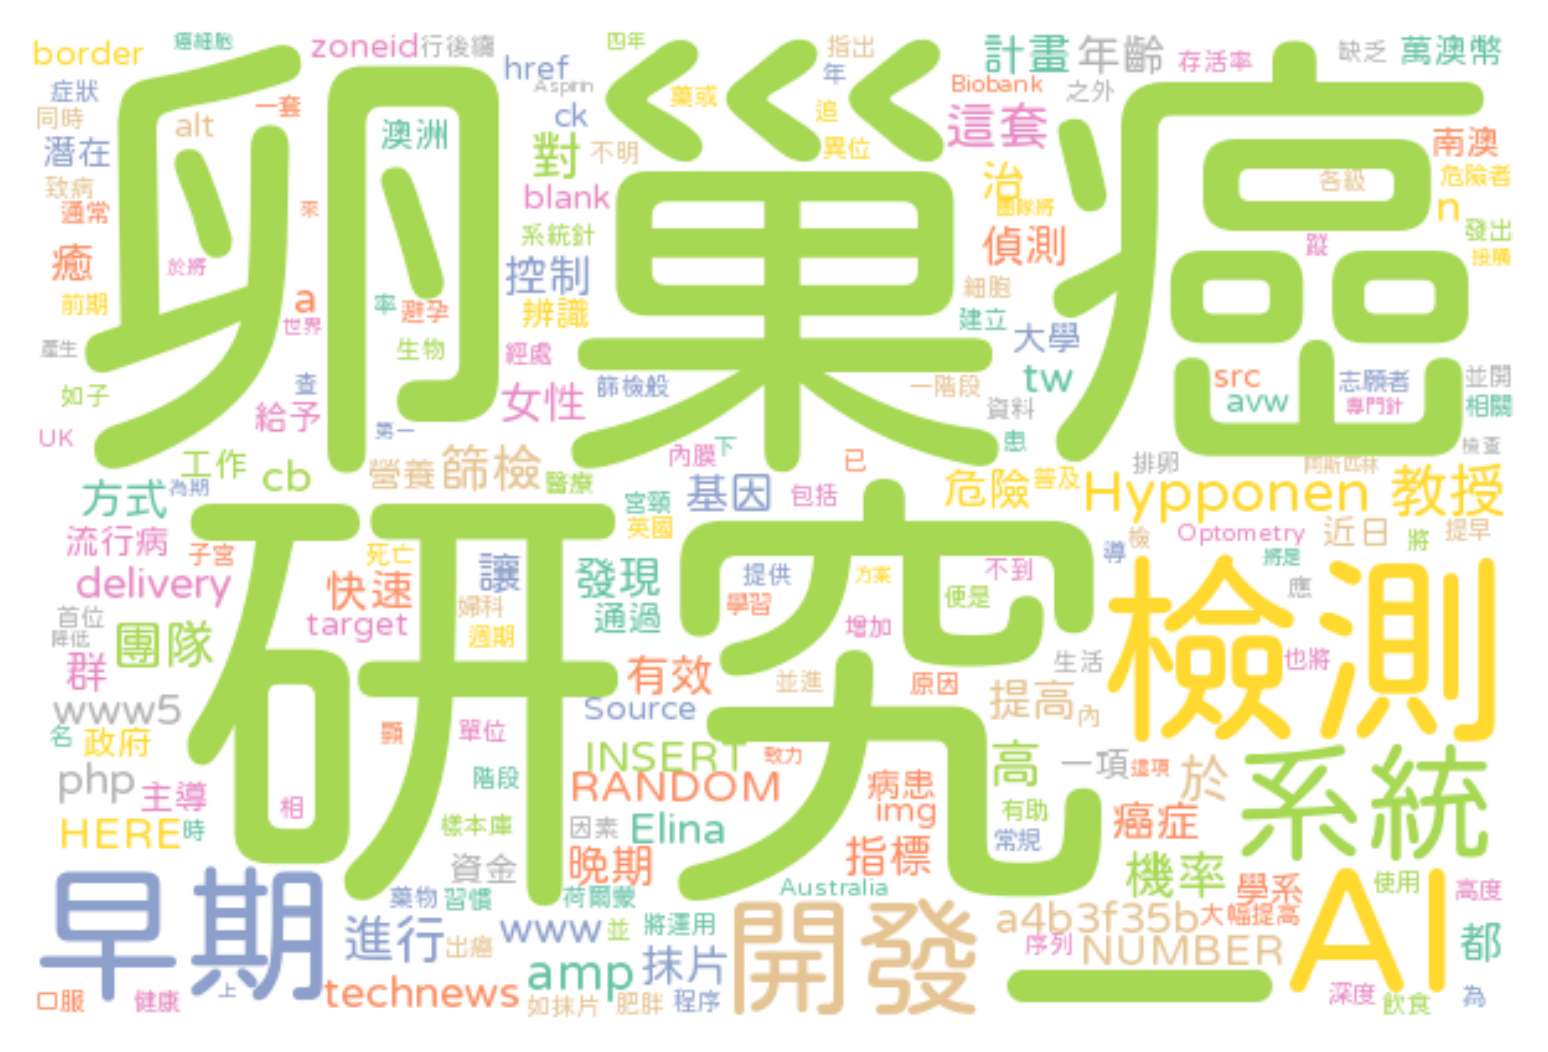 border
癌細胞
zoneid
行後續
四年
指出
計畫
年齡
存活率
缺乏
萬澳幣
卵巢癌
症狀
一套
href
Aspirin
藥或
年
Biobank
之外
同時
alt
澳洲
ck
追
這套
南澳
潛在
對
不明
異位
治
各級
危險者
致病
blank
團隊將
n
通常
來
系統針
偵測
發出
癒
於將
控制
細胞
蹤
接觸
前期
a
率
避孕
辨識
建立
世界
產生
生物
經處
大學
如子
查
女性
篩檢般
一階段
tw
src
志願者
並開
給予
資料
avw
專門針
相關
UK
第一
患
檢查
工作
cb
營養
篩檢
醫療
內膜
下
已
危險
普及
排卵
阿斯匹林
方式
為期
宮頸
基因
包括
Hypponen
教授
研究
流行病
子宮
死亡
英國
Optometry
近日
將
提早
導
檢
將是
delivery
快速
讓
發現
提供
方案
不到
檢測
應
首位
target
婦科
通過
學習
便是
降低
團隊
週期
增加
群
有效
並進
原因
生活
也將
www5
Source
提高
內
名
政府
顯
單位
INSERT
致力
高
一項
這項
於
系統
php
主導
相
階段
RANDOM
病患
img
有助
癌症
HERE
時
樣本庫
因素
Elina
常規
資金
晚期
指標
機率
學系
使用
高度
早期
藥物
習慣
荷爾蒙
Australia
AI
進行
出癌
www
並
將運用
開發
a4b3f35b
大幅提高
都
序列
NUMBER
amp
抹片
口服
健康
上
technews
如抹片
肥胖
程序
一
深度
飲食
為